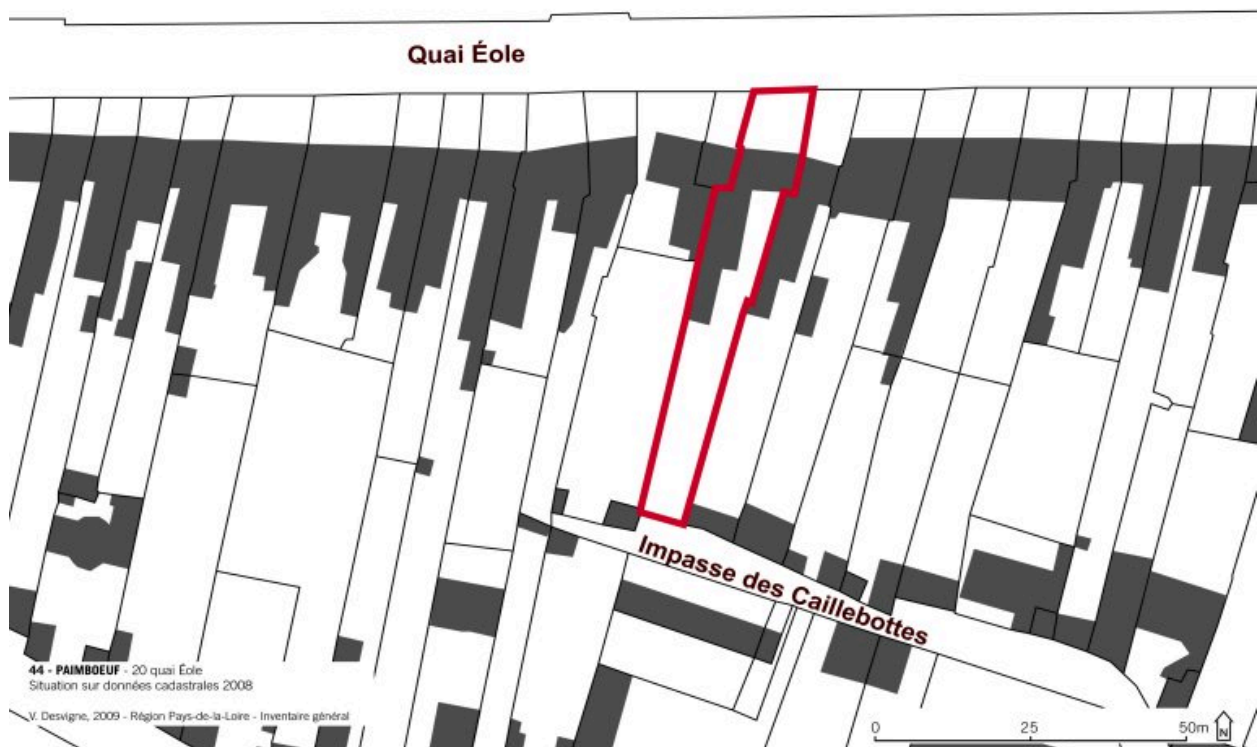 Quai Éole
Impasse des Caillebottes
44 - PAIMBOEUF - 20 quai Éole
Situation sur données cadastrales 2008
V. Desvigne, 2009 - Région Pays-de-la-Loire - Inventaire général
0 25 50m
N